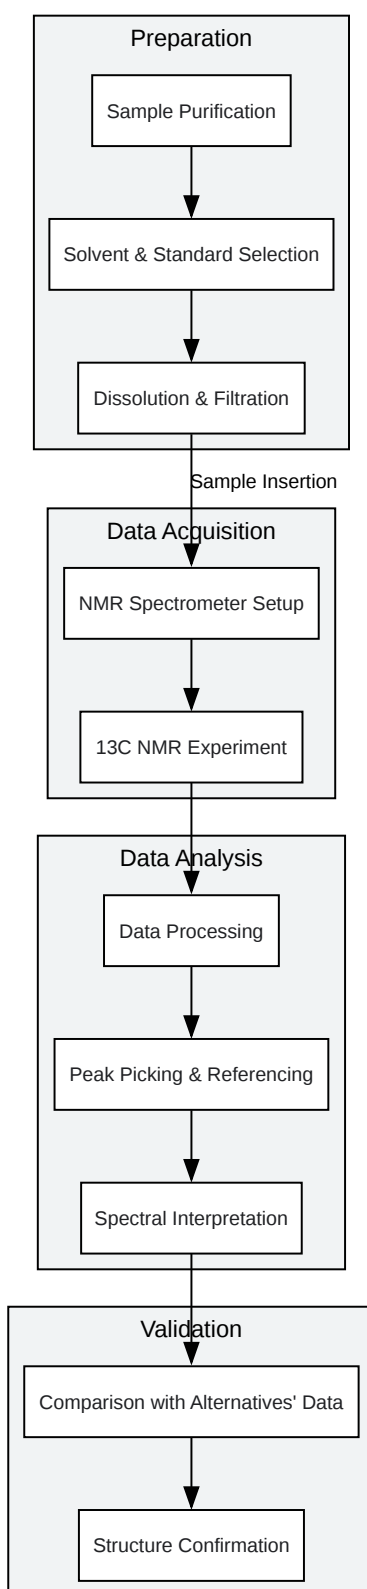 Preparation
Sample Purification
Solvent & Standard Selection
Dissolution & Filtration
Sample Insertion
Data Acquisition
NMR Spectrometer Setup
13C NMR Experiment
Data Analysis
Data Processing
Peak Picking & Referencing
Spectral Interpretation
Validation
Comparison with Alternatives' Data
Structure Confirmation